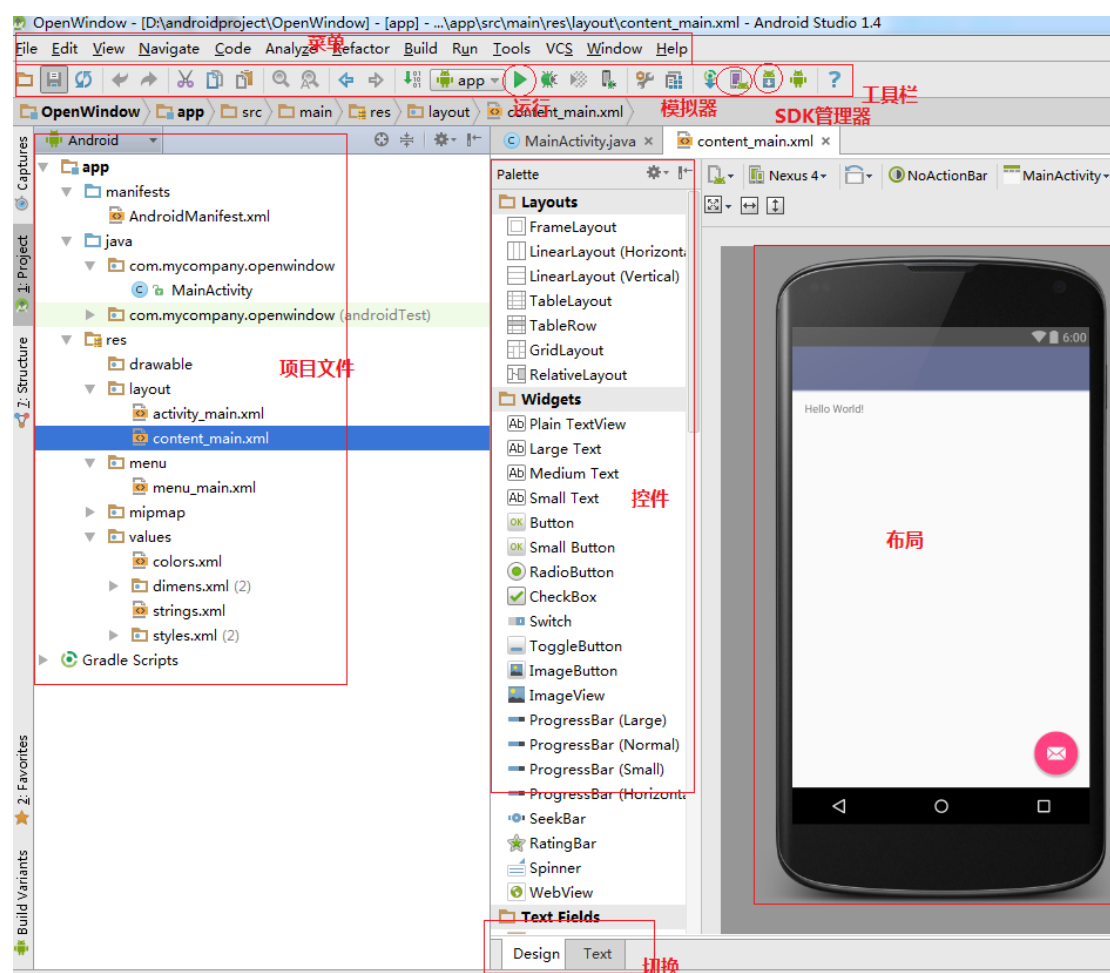 OpenWindow - [D:\androidproject\OpenWindow] - [app] - ...\app\src\main\res\layout\content_main.xml - Android Studio 1.4
File Edit View Navigate Code Analyze Refactor Build Run Tools VCS Window Help
菜单
app
?
工具栏
OpenWindow app src main res layout content_main.xml
运行
模拟器
SDK管理器
Captures
1: Project
7: Structure
2: Favorites
Build Variants
Android
app
manifests
AndroidManifest.xml
java
com.mycompany.openwindow
C MainActivity
com.mycompany.openwindow (androidTest)
res
drawable
项目文件
layout
activity_main.xml
content_main.xml
menu
menu_main.xml
mipmap
values
colors.xml
dimens.xml (2)
strings.xml
styles.xml (2)
Gradle Scripts
C MainActivity.java × content_main.xml ×
Palette
Layouts
FrameLayout
LinearLayout (Horizonta
LinearLayout (Vertical)
TableLayout
TableRow
GridLayout
RelativeLayout
Widgets
Ab Plain TextView
Ab Large Text
Ab Medium Text
Ab Small Text
控件
OK Button
OK Small Button
RadioButton
CheckBox
Switch
ToggleButton
ImageButton
ImageView
ProgressBar (Large)
ProgressBar (Normal)
ProgressBar (Small)
ProgressBar (Horizonta
SeekBar
RatingBar
Spinner
WebView
Text Fields
Design Text
切换
Nexus 4 NoActionBar MainActivity
6:00
Hello World!
布局